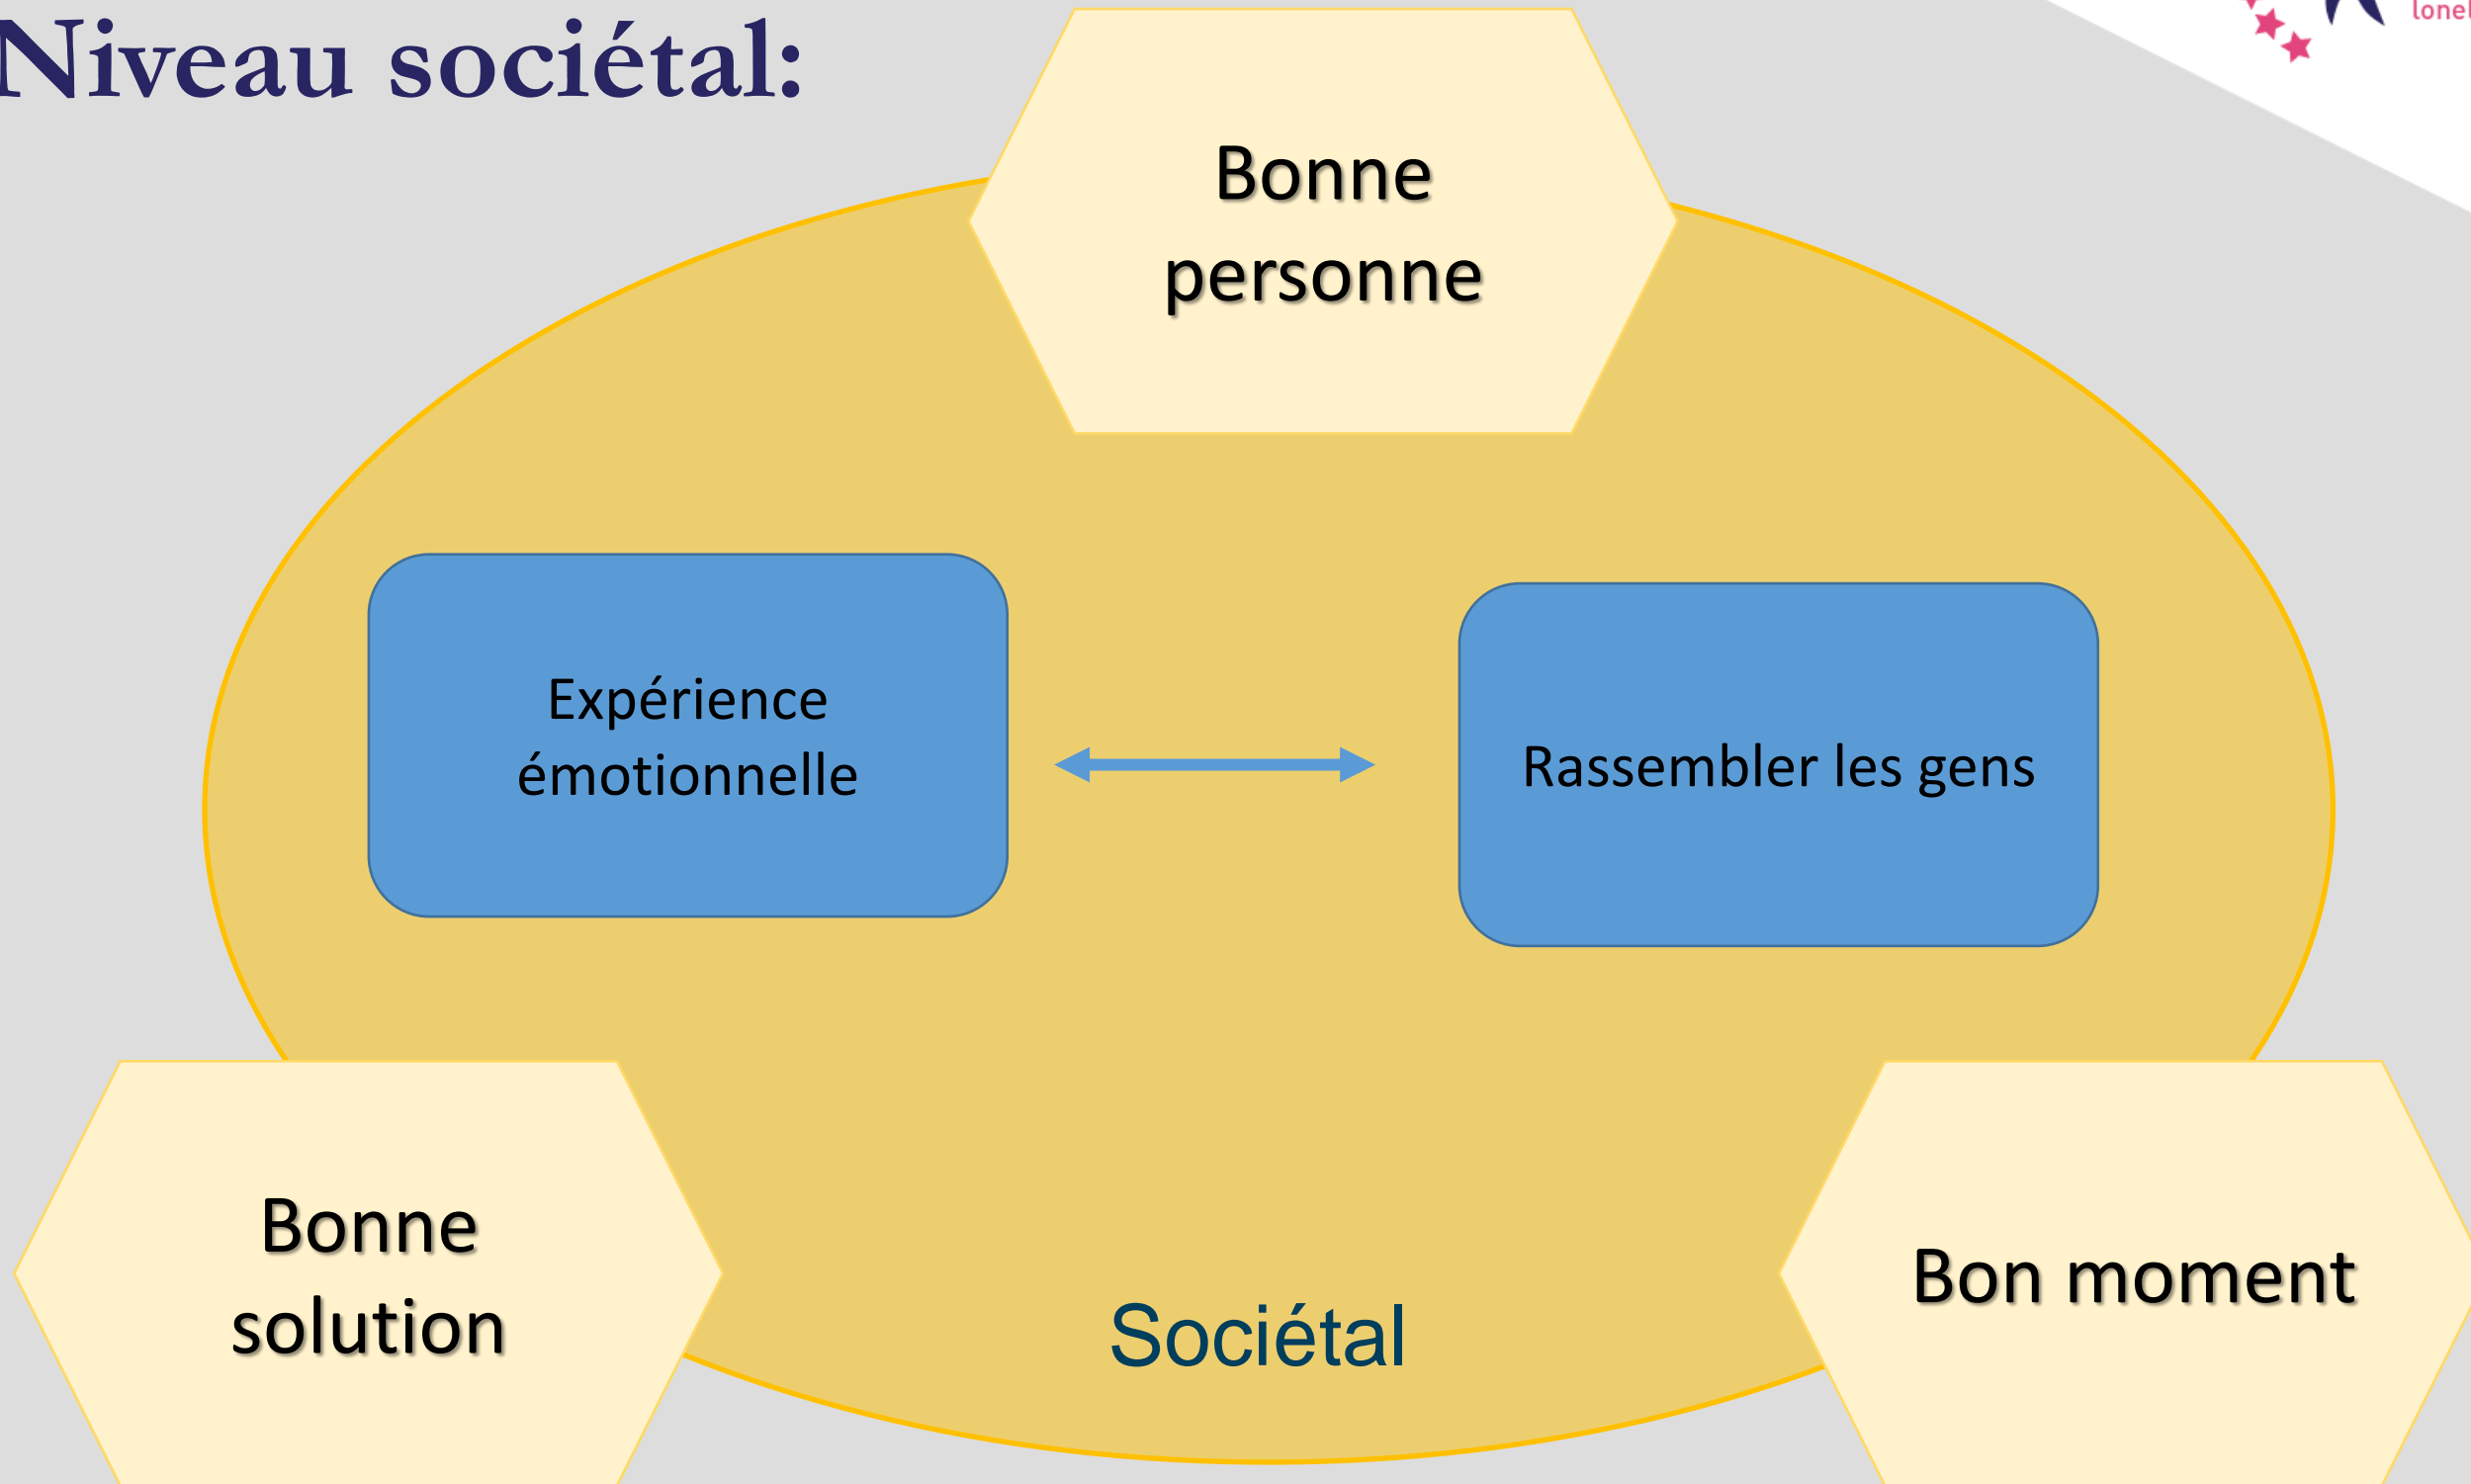 Niveau sociétal:
Bonne
personne
Expérience
émotionnelle
Rassembler les gens
Bonne
solution
Bon moment
Sociétal